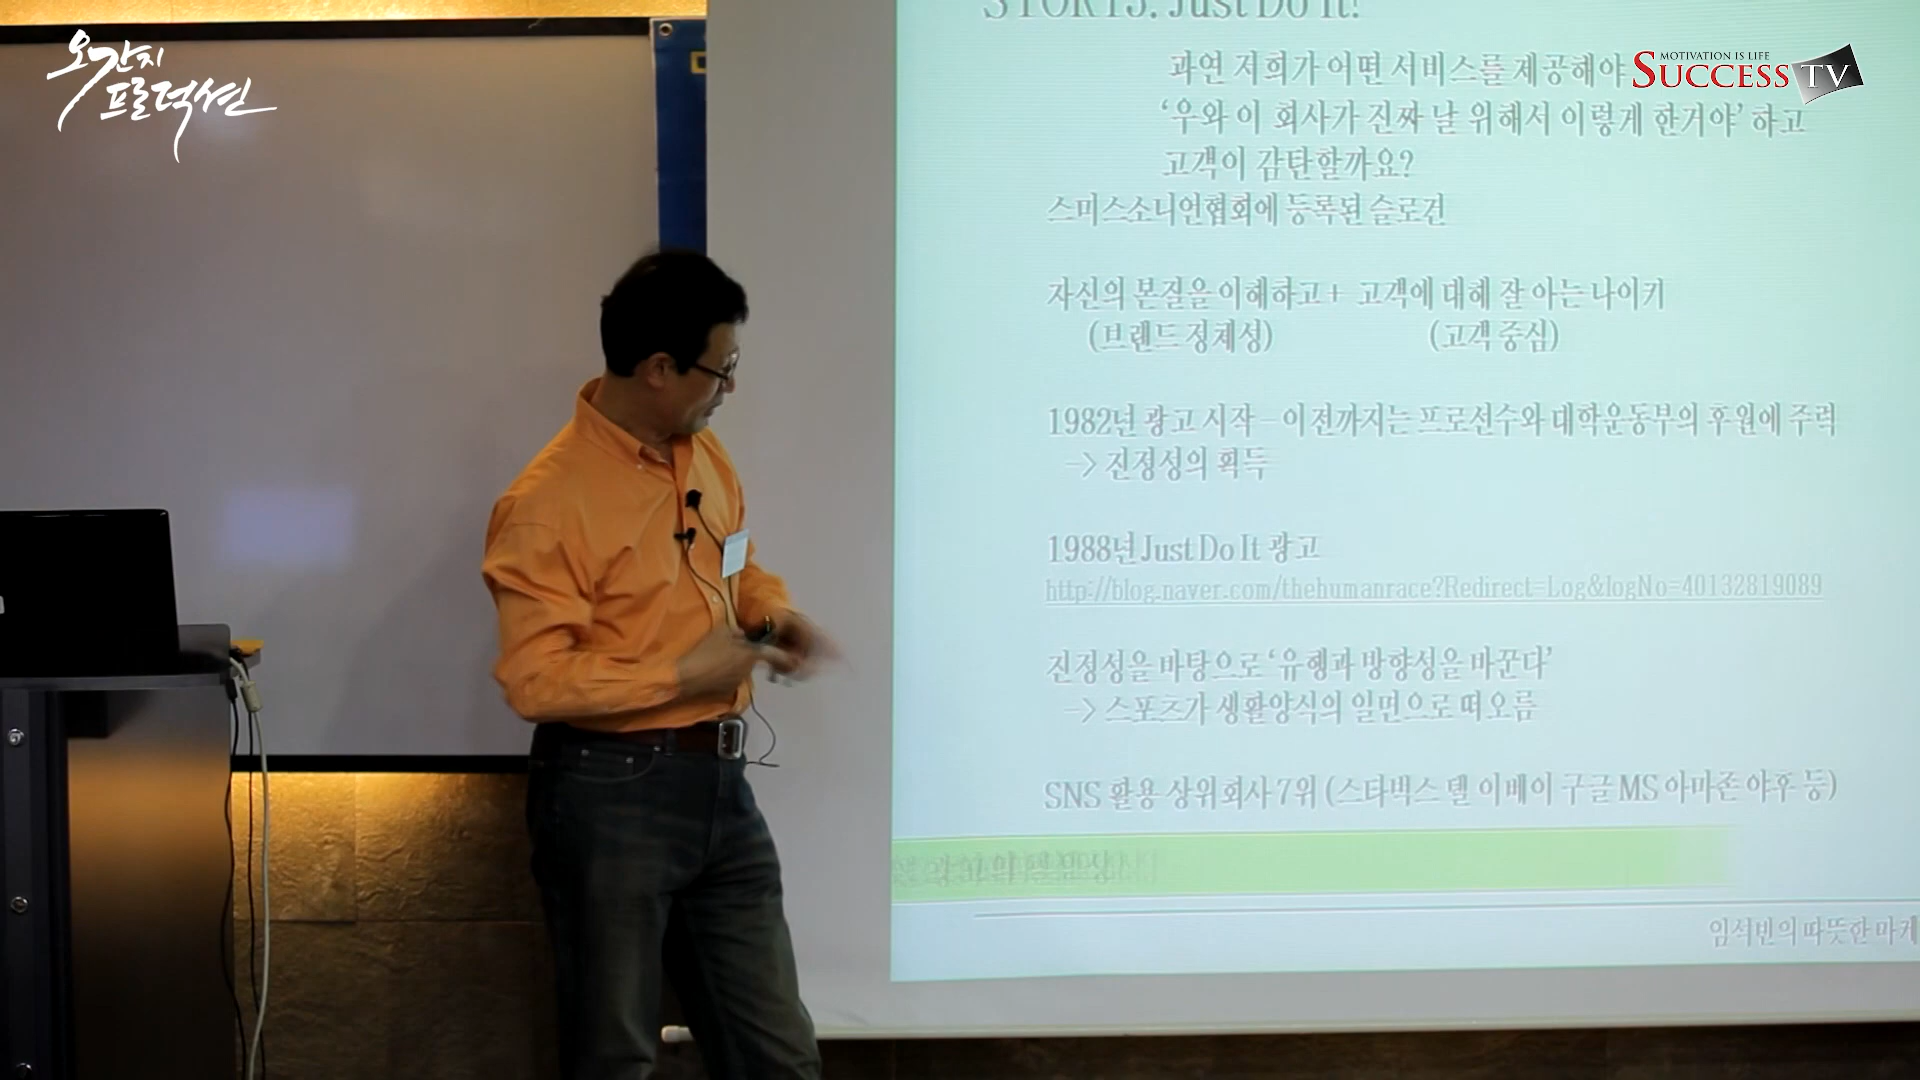 오간지
프로덕션
MOTIVATION IS LIFE
SUCCESS TV
STORY3. Just Do It!
과연 저희가 어떤 서비스를 제공해야
‘우와 이 회사가 진짜 날 위해서 이렇게 한거야’ 하고
고객이 감탄할까요?
스미스소니언협회에 등록된 슬로건
자신의 본질을 이해하고 + 고객에 대해 잘 아는 나이키
(브랜드 정체성) (고객 중심)
1982년 광고 시작 – 이전까지는 프로선수와 대학운동부의 후원에 주력
-> 진정성의 획득
1988년 Just Do It 광고
http://blog.naver.com/thehumanrace?Redirect=Log&logNo=40132819089
진정성을 바탕으로 ‘유행과 방향성을 바꾼다’
-> 스포츠가 생활양식의 일면으로 떠오름
SNS 활용 상위회사 7위 (스타벅스 델 이베이 구글 MS 아마존 야후 등)
임석빈의 따뜻한 마케